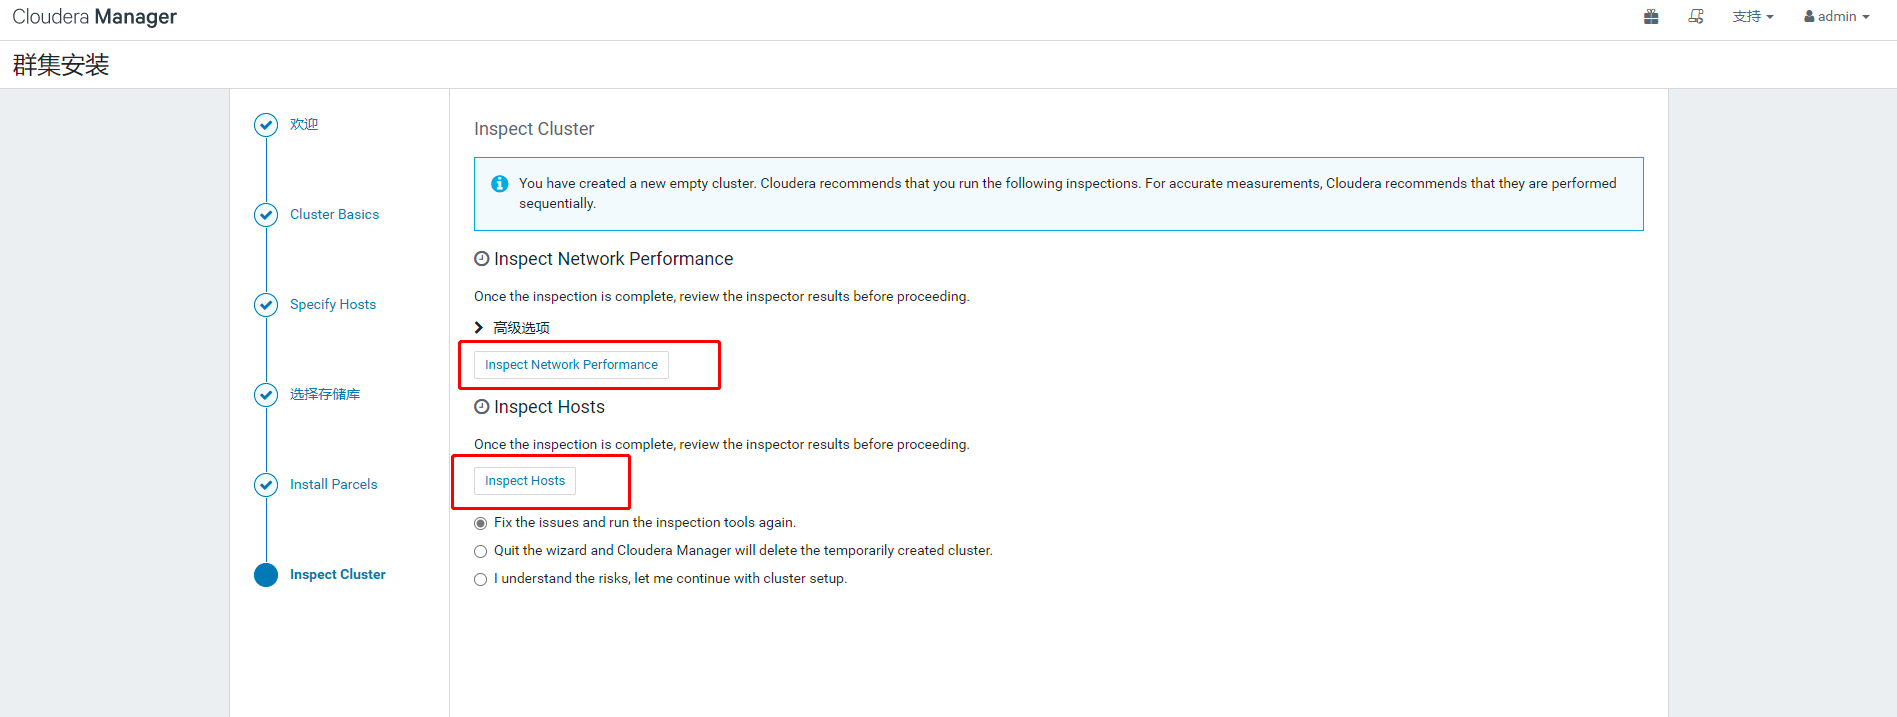 Cloudera Manager
支持
admin
群集安装
欢迎
Cluster Basics
Specify Hosts
选择存储库
Install Parcels
Inspect Cluster
Inspect Cluster
You have created a new empty cluster. Cloudera recommends that you run the following inspections. For accurate measurements, Cloudera recommends that they are performed
sequentially.
Inspect Network Performance
Once the inspection is complete, review the inspector results before proceeding.
高级选项
Inspect Network Performance
Inspect Hosts
Once the inspection is complete, review the inspector results before proceeding.
Inspect Hosts
Fix the issues and run the inspection tools again.
Quit the wizard and Cloudera Manager will delete the temporarily created cluster.
I understand the risks, let me continue with cluster setup.